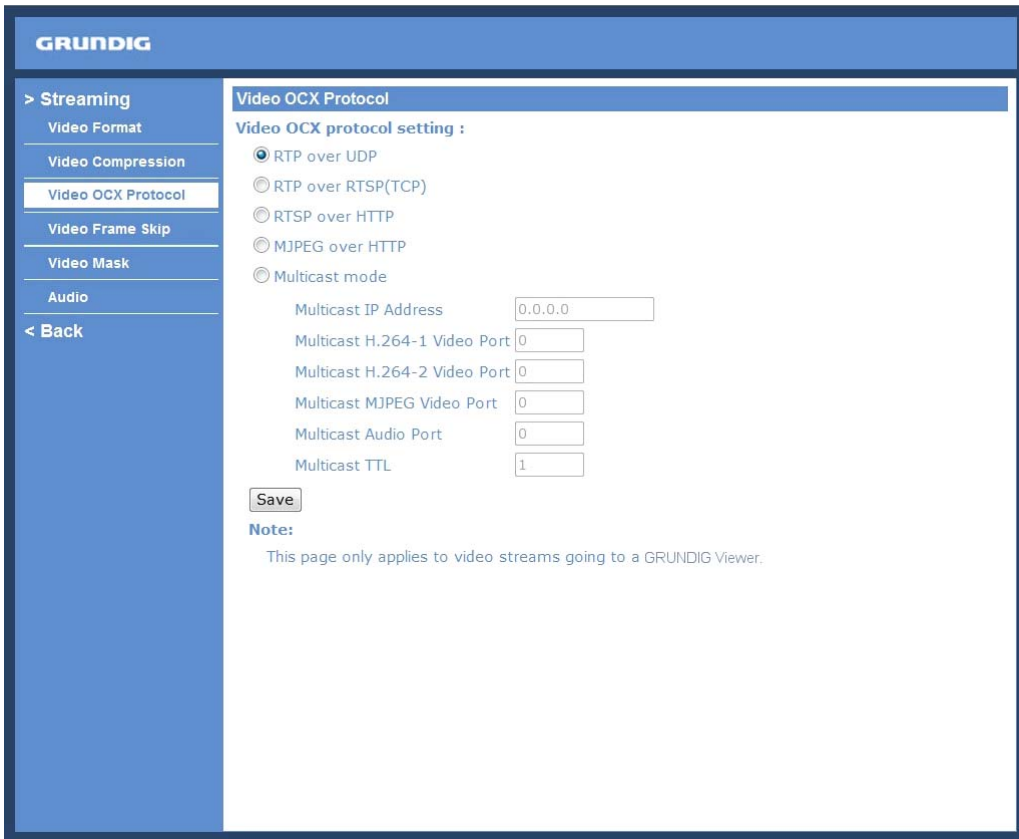 GRUNDIG
> Streaming
Video Format
Video Compression
Video OCX Protocol
Video Frame Skip
Video Mask
Audio
< Back
Video OCX Protocol
Video OCX protocol setting :
RTP over UDP
RTP over RTSP(TCP)
RTSP over HTTP
MJPEG over HTTP
Multicast mode
Multicast IP Address 0.0.0.0
Multicast H.264-1 Video Port 0
Multicast H.264-2 Video Port 0
Multicast MJPEG Video Port 0
Multicast Audio Port 0
Multicast TTL 1
Save
Note:
This page only applies to video streams going to a GRUNDIG Viewer.